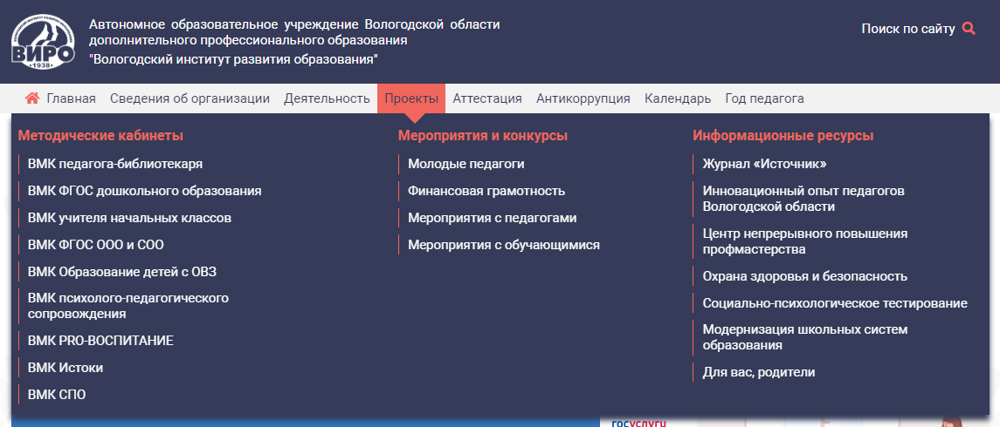 ВИРО
•1938•
Автономное образовательное учреждение Вологодской области
дополнительного профессионального образования
"Вологодский институт развития образования"
Поиск по сайту
Главная Сведения об организации Деятельность Проекты Аттестация Антикоррупция Календарь Год педагога
Методические кабинеты
ВМК педагога-библиотекаря
ВМК ФГОС дошкольного образования
ВМК учителя начальных классов
ВМК ФГОС ООО и СОО
ВМК Образование детей с ОВЗ
ВМК психолого-педагогического
сопровождения
ВМК PRO-ВОСПИТАНИЕ
ВМК Истоки
ВМК СПО
Мероприятия и конкурсы
Молодые педагоги
Финансовая грамотность
Мероприятия с педагогами
Мероприятия с обучающимися
Информационные ресурсы
Журнал «Источник»
Инновационный опыт педагогов
Вологодской области
Центр непрерывного повышения
профмастерства
Охрана здоровья и безопасность
Социально-психологическое тестирование
Модернизация школьных систем
образования
Для вас, родители
госуслуги